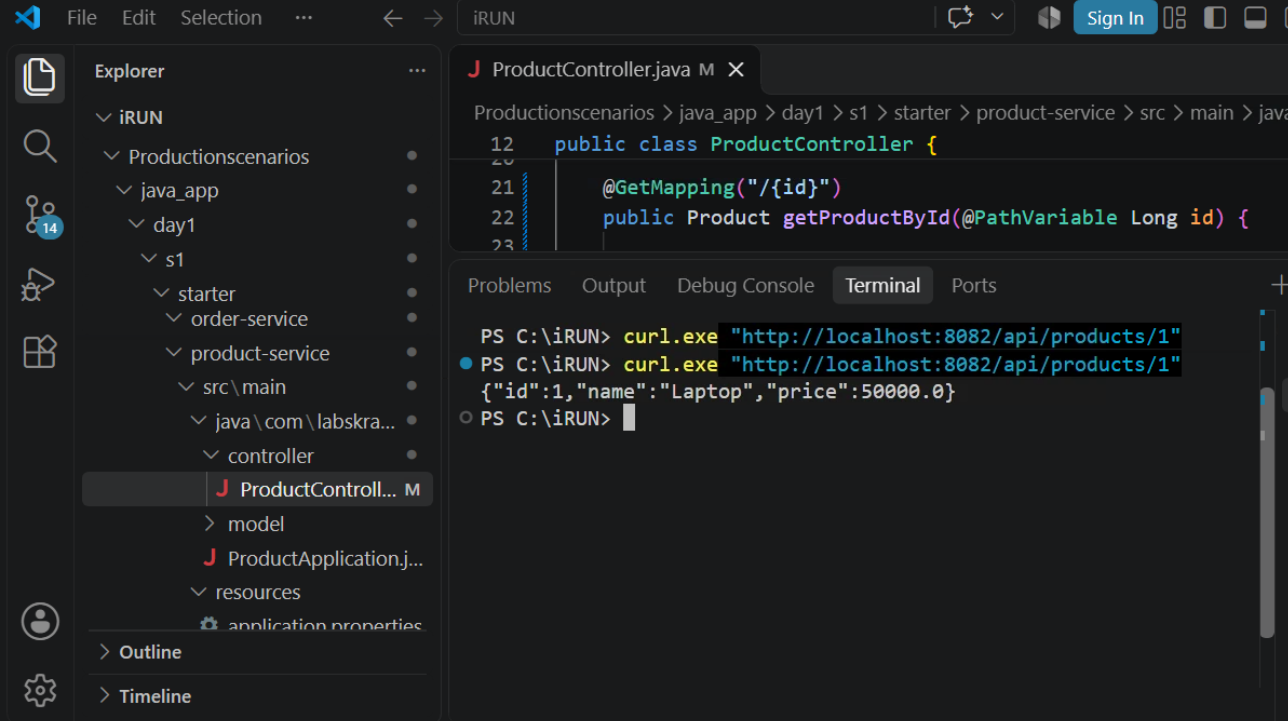 File Edit Selection ··· iRUN Sign In
Explorer ···
iRUN
Productionscenarios
java_app
day1
s1
starter
order-service
product-service
src\main
java\com\labskra...
controller
ProductControll... M
model
ProductApplication.j...
resources
application.properties
Outline
Timeline
14
ProductController.java M
Productionscenarios > java_app > day1 > s1 > starter > product-service > src > main > java
12 public class ProductController {
20
21 @GetMapping("/{id}")
22 public Product getProductById(@PathVariable Long id) {
23
Problems Output Debug Console Terminal Ports
PS C:\iRUN> curl.exe "http://localhost:8082/api/products/1"
PS C:\iRUN> curl.exe "http://localhost:8082/api/products/1"
{"id":1,"name":"Laptop","price":50000.0}
PS C:\iRUN>